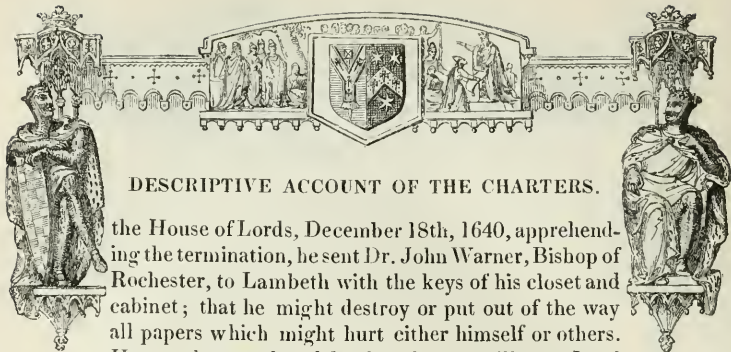 DESCRIPTIVE ACCOUNT OF THE CHARTERS.
the House of Lords, December 18th, 1640, apprehend-
ing the termination, he sent Dr. John Warner, Bishop of
Rochester, to Lambeth with the keys of his closet and
cabinet; that he might destroy or put out of the way
all papers which might hurt either himself or others.